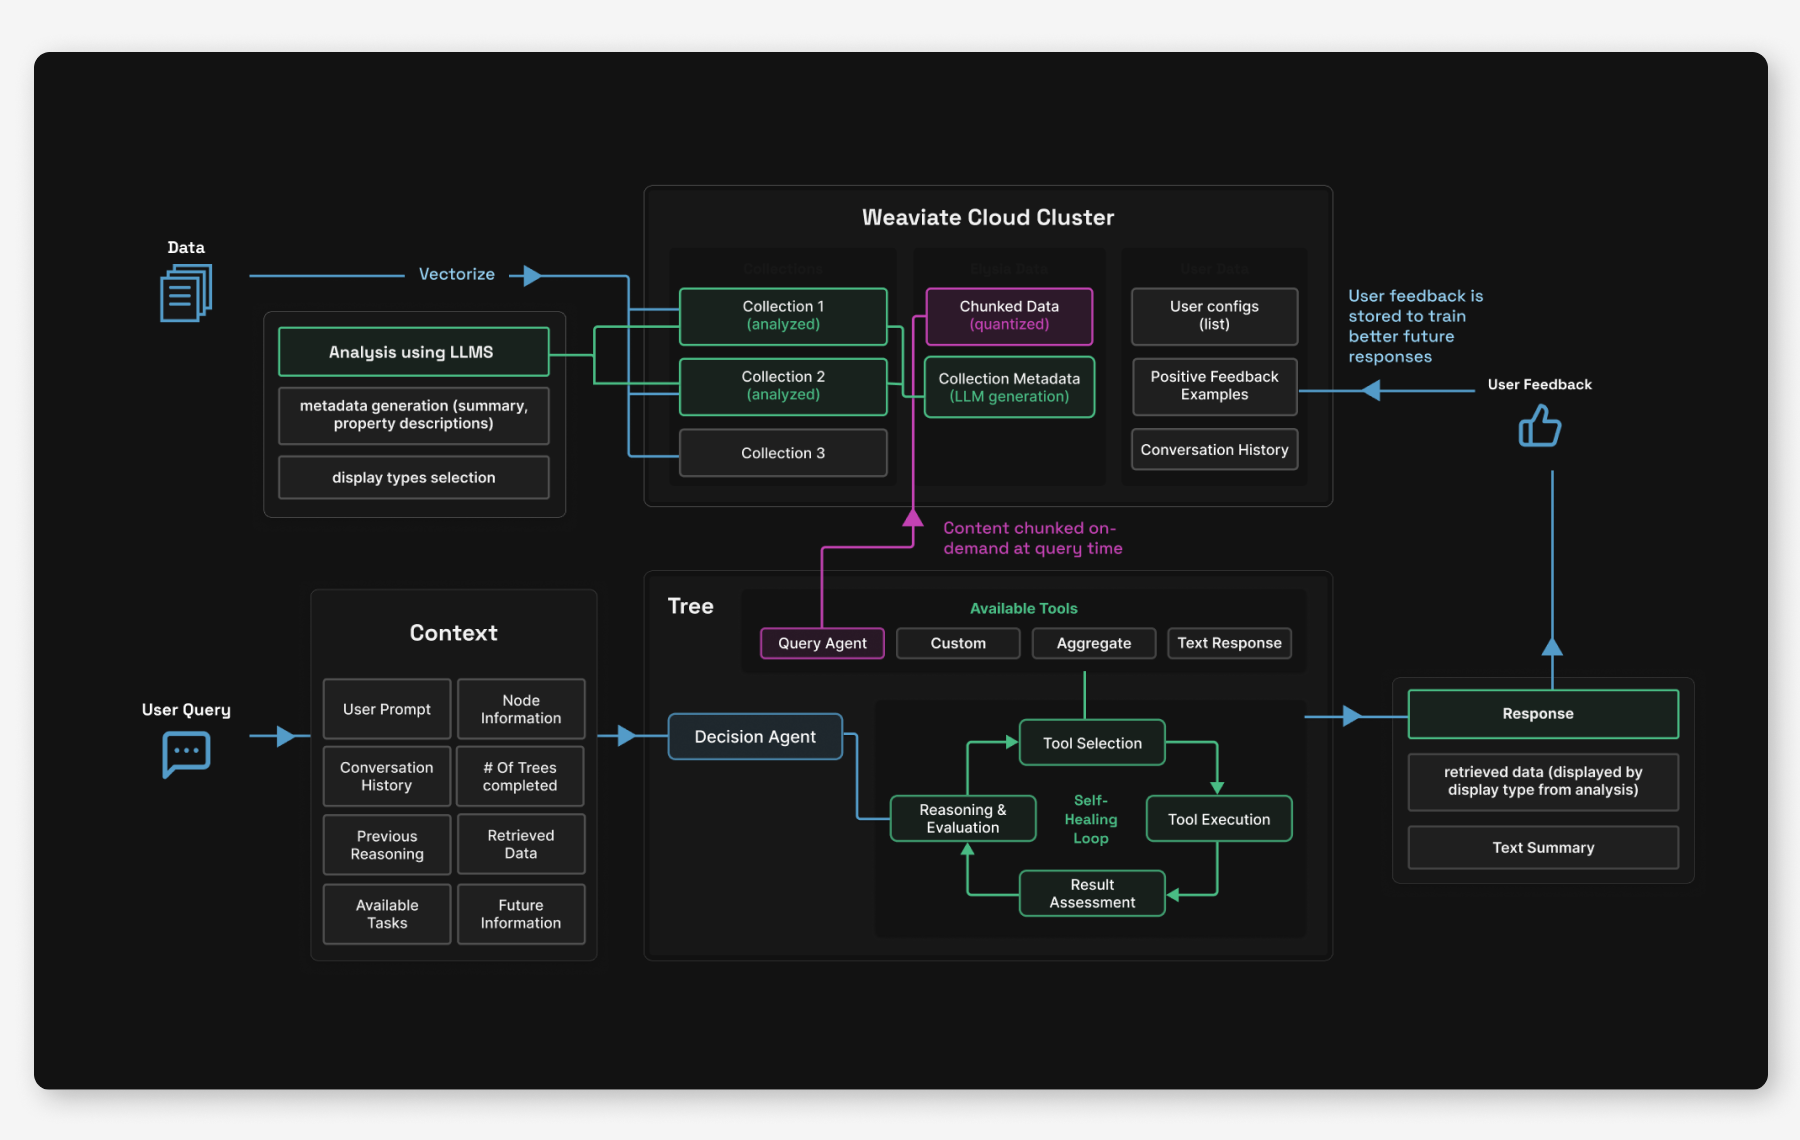 Weaviate Cloud Cluster
Data
Vectorize
Collections
Elysia Data
User Data
Analysis using LLMS
metadata generation (summary,
property descriptions)
display types selection
Collection 1
(analyzed)
Collection 2
(analyzed)
Collection 3
Chunked Data
(quantized)
Collection Metadata
(LLM generation)
User configs
(list)
Positive Feedback
Examples
Conversation History
User feedback is
stored to train
better future
responses
User Feedback
Content chunked on-
demand at query time
User Query
Context
User Prompt
Node
Information
Conversation
History
# Of Trees
completed
Previous
Reasoning
Retrieved
Data
Available
Tasks
Future
Information
Tree
Available Tools
Query Agent
Custom
Aggregate
Text Response
Decision Agent
Tool Selection
Reasoning &
Evaluation
Self-
Healing
Loop
Tool Execution
Result
Assessment
Response
retrieved data (displayed by
display type from analysis)
Text Summary